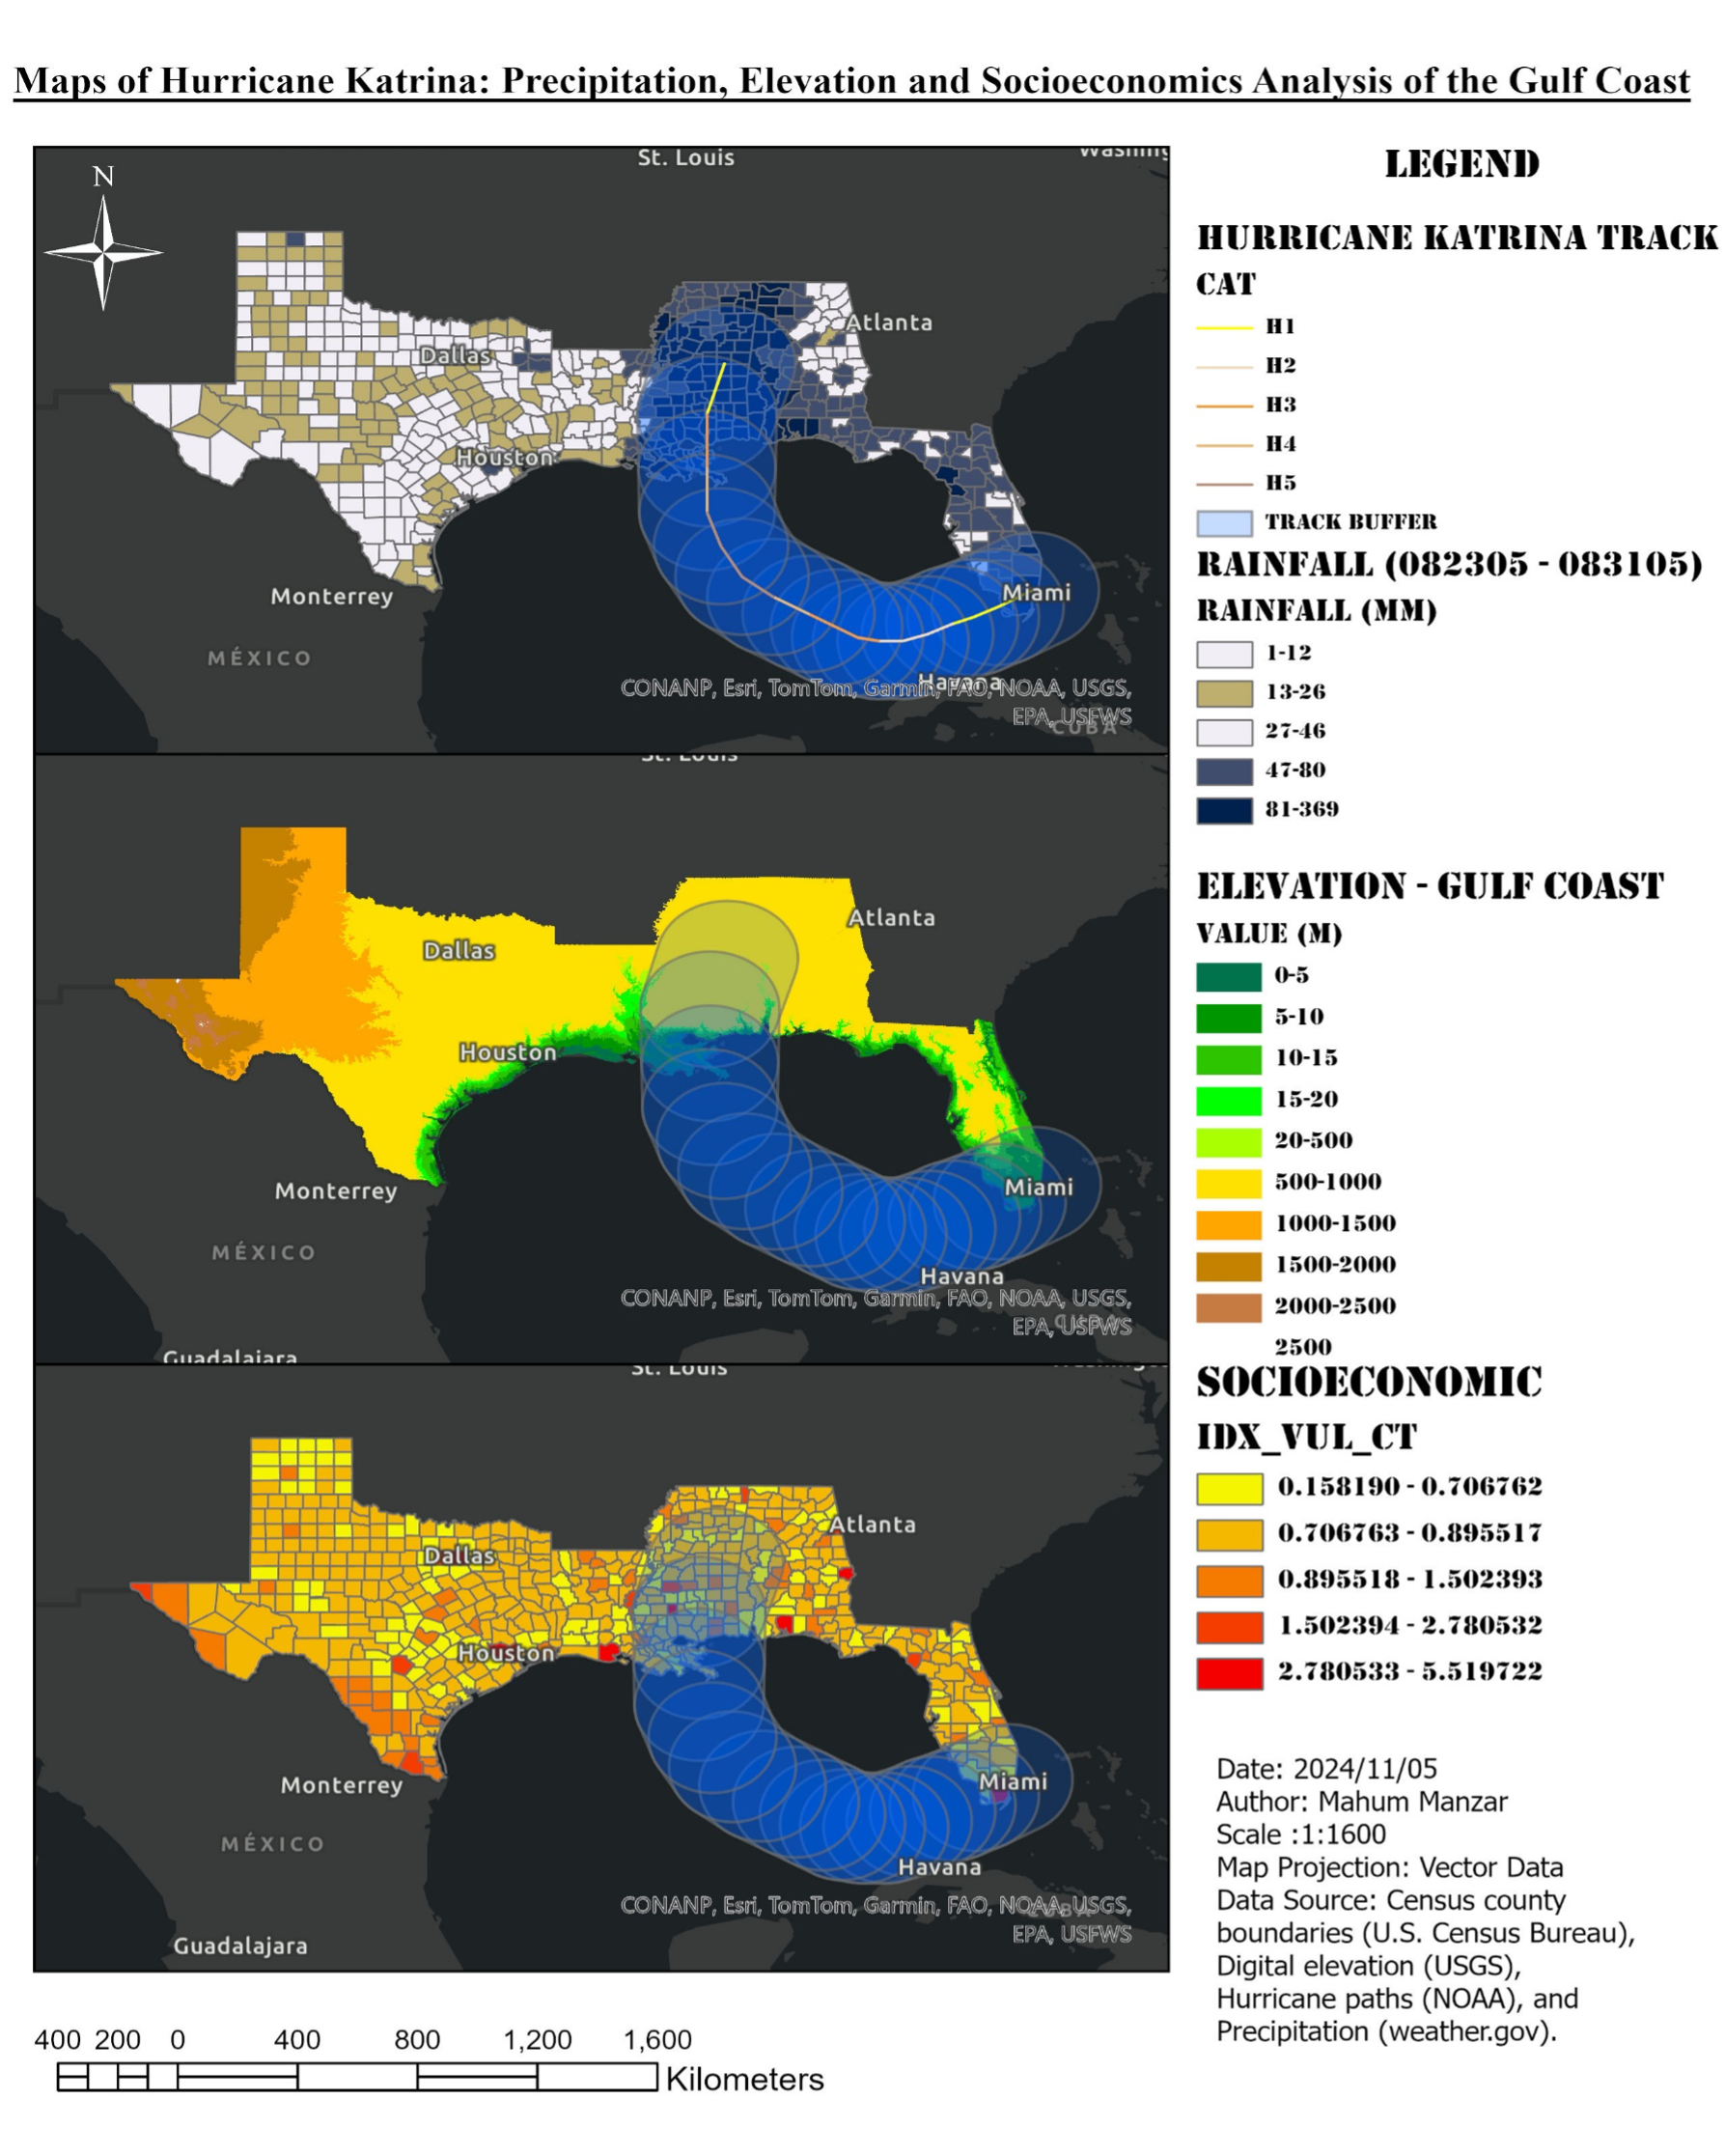 Maps of Hurricane Katrina: Precipitation, Elevation and Socioeconomics Analysis of the Gulf Coast
N
St. Louis
Atlanta
Dallas
Houston
Monterrey
Miami
MÉXICO
Havana
CONANP, Esri, TomTom, Garmin, FAO, NOAA, USGS,
EPA, USFWS
CUBA
St. Louis
Atlanta
Dallas
Houston
Monterrey
Miami
MÉXICO
Havana
CONANP, Esri, TomTom, Garmin, FAO, NOAA, USGS,
EPA, USFWS
Guadalajara
St. Louis
Atlanta
Dallas
Houston
Monterrey
Miami
MÉXICO
Havana
CONANP, Esri, TomTom, Garmin, FAO, NOAA, USGS,
EPA, USFWS
Guadalajara
400 200 0 400 800 1,200 1,600
Kilometers
LEGEND
HURRICANE KATRINA TRACK
CAT
H1
H2
H3
H4
H5
TRACK BUFFER
RAINFALL (082305 - 083105)
RAINFALL (MM)
1-12
13-26
27-46
47-80
81-369
ELEVATION - GULF COAST
VALUE (M)
0-5
5-10
10-15
15-20
20-500
500-1000
1000-1500
1500-2000
2000-2500
2500
SOCIOECONOMIC
IDX_VUL_CT
0.158190 - 0.706762
0.706763 - 0.895517
0.895518 - 1.502393
1.502394 - 2.780532
2.780533 - 5.519722
Date: 2024/11/05
Author: Mahum Manzar
Scale :1:1600
Map Projection: Vector Data
Data Source: Census county
boundaries (U.S. Census Bureau),
Digital elevation (USGS),
Hurricane paths (NOAA), and
Precipitation (weather.gov).